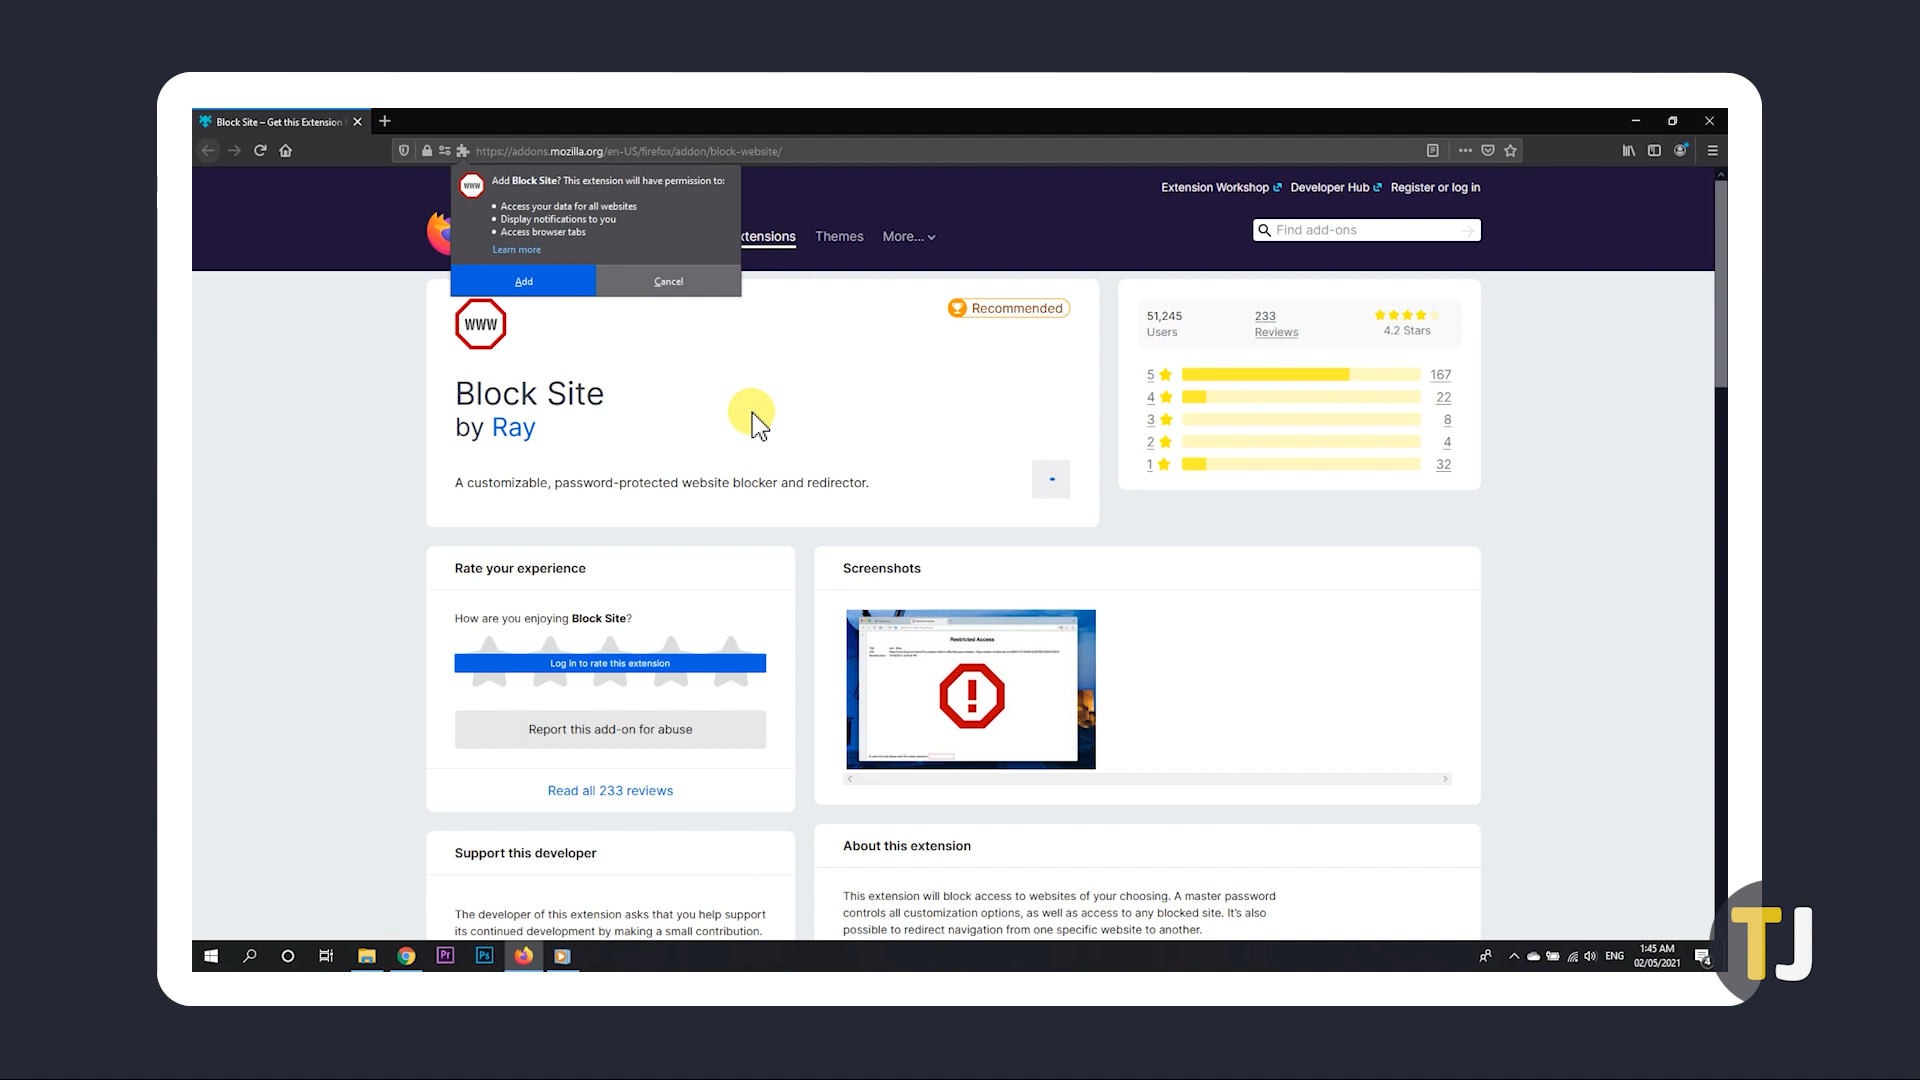 Block Site – Get this Extension
https://addons.mozilla.org/en-US/firefox/addon/block-website/
WWW
Add Block Site? This extension will have permission to:
Access your data for all websites
Display notifications to you
Access browser tabs
Learn more
Add
Cancel
Extension Workshop
Developer Hub
Register or log in
xtensions
Themes
More...
Find add-ons
WWW
Recommended
Block Site
by Ray
A customizable, password-protected website blocker and redirector.
51,245
Users
233
Reviews
4.2 Stars
5 167
4 22
3 8
2 4
1 32
Rate your experience
How are you enjoying Block Site?
Log in to rate this extension
Report this add-on for abuse
Read all 233 reviews
Screenshots
Restricted Access
Support this developer
The developer of this extension asks that you help support
its continued development by making a small contribution.
About this extension
This extension will block access to websites of your choosing. A master password
controls all customization options, as well as access to any blocked site. It's also
possible to redirect navigation from one specific website to another.
Pr
Ps
ENG
1:45 AM
02/05/2021
4
TJ